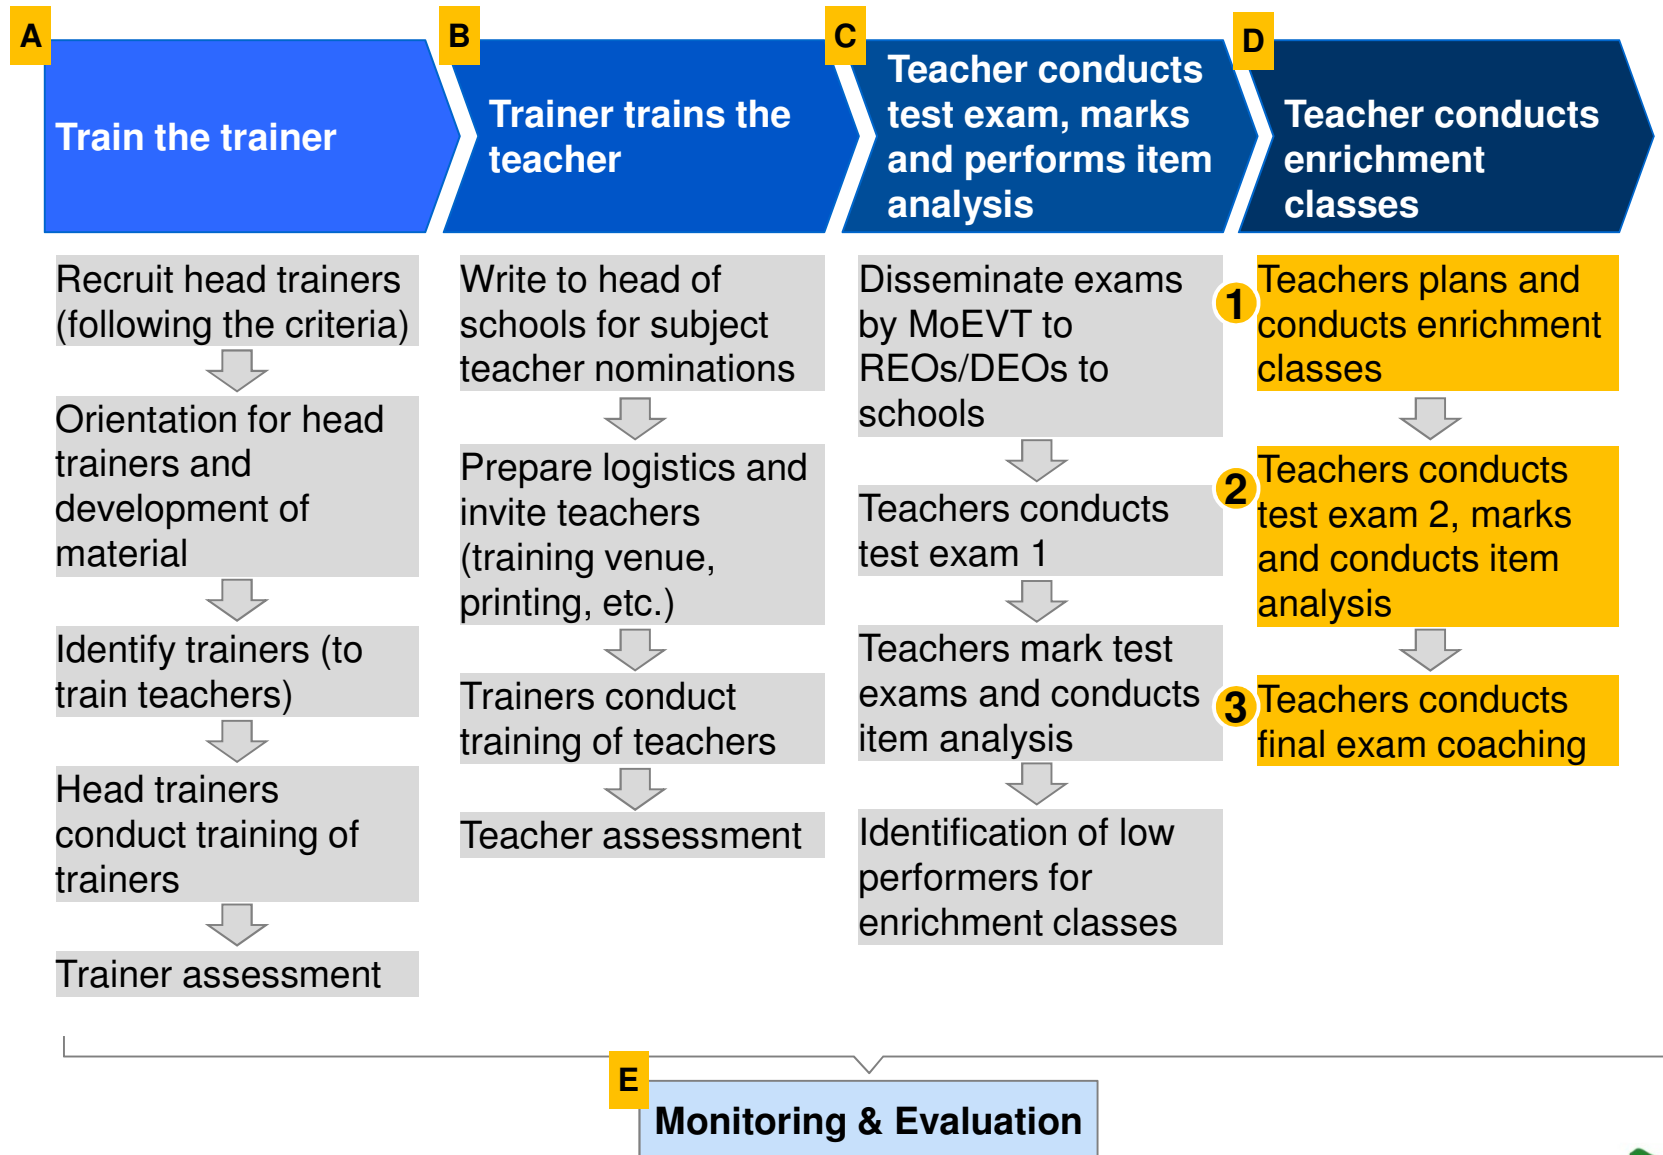 A
Train the trainer
Recruit head trainers
(following the criteria)
Orientation for head
trainers and
development of
material
Identify trainers (to
train teachers)
Head trainers
conduct training of
trainers
Trainer assessment
B
Trainer trains the
teacher
Write to head of
schools for subject
teacher nominations
Prepare logistics and
invite teachers
(training venue,
printing, etc.)
Trainers conduct
training of teachers
Teacher assessment
C
Teacher conducts
test exam, marks
and performs item
analysis
Disseminate exams
by MoEVT to
REOs/DEOs to
schools
Teachers conducts
test exam 1
Teachers mark test
exams and conducts
item analysis
Identification of low
performers for
enrichment classes
D
Teacher conducts
enrichment
classes
1
Teachers plans and
conducts enrichment
classes
2
Teachers conducts
test exam 2, marks
and conducts item
analysis
3
Teachers conducts
final exam coaching
E
Monitoring & Evaluation